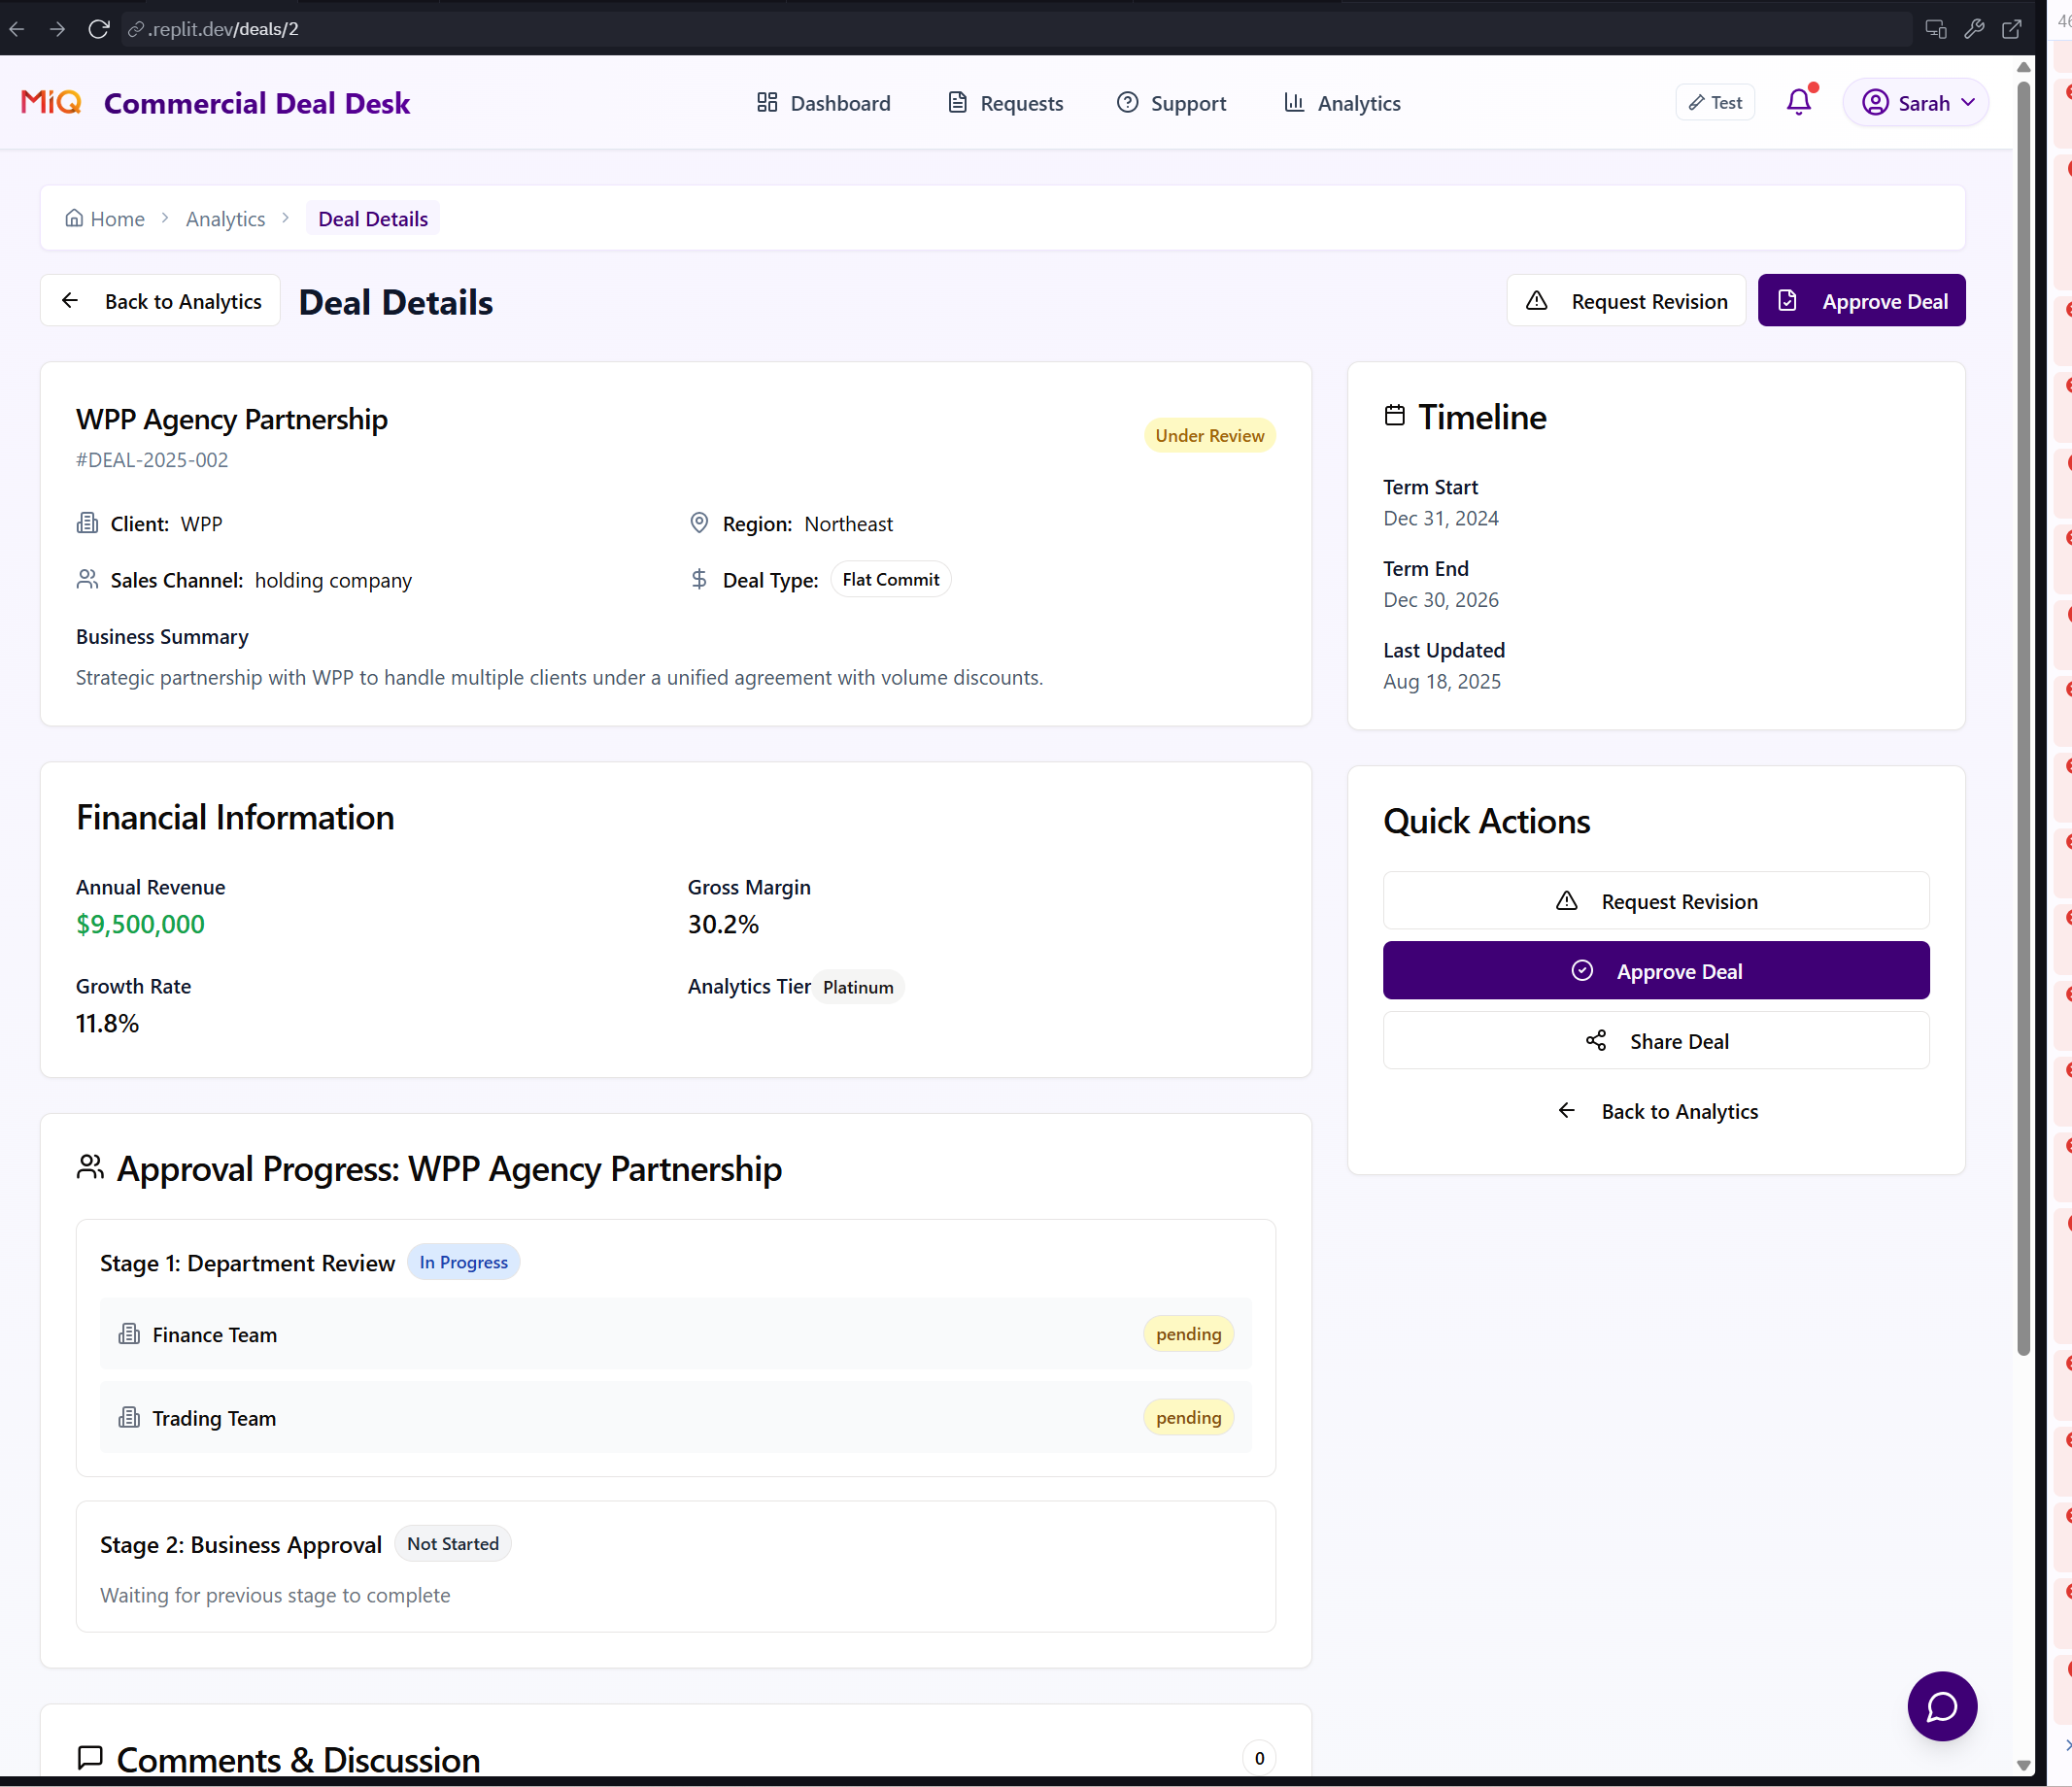 .replit.dev/deals/2
MiQ Commercial Deal Desk
Dashboard
Requests
Support
Analytics
Test
Sarah
Home
Analytics
Deal Details
Back to Analytics
Deal Details
Request Revision
Approve Deal
WPP Agency Partnership
#DEAL-2025-002
Under Review
Client: WPP
Region: Northeast
Sales Channel: holding company
Deal Type: Flat Commit
Business Summary
Strategic partnership with WPP to handle multiple clients under a unified agreement with volume discounts.
Timeline
Term Start
Dec 31, 2024
Term End
Dec 30, 2026
Last Updated
Aug 18, 2025
Financial Information
Annual Revenue
$9,500,000
Gross Margin
30.2%
Growth Rate
11.8%
Analytics Tier Platinum
Quick Actions
Request Revision
Approve Deal
Share Deal
Back to Analytics
Approval Progress: WPP Agency Partnership
Stage 1: Department Review In Progress
Finance Team pending
Trading Team pending
Stage 2: Business Approval Not Started
Waiting for previous stage to complete
Comments & Discussion 0